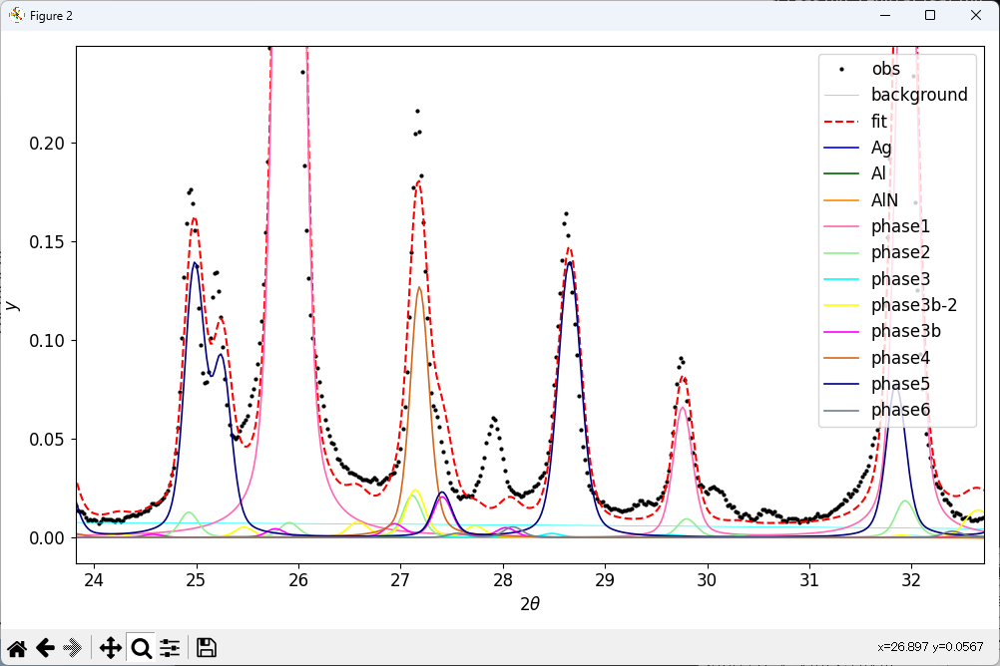 Figure 2
0.20
0.15
0.10
0.05
0.00
y
24 25 26 27 28 29 30 31 32
2θ
obs
background
fit
Ag
Al
AlN
phase1
phase2
phase3
phase3b-2
phase3b
phase4
phase5
phase6
x=26.897 y=0.0567